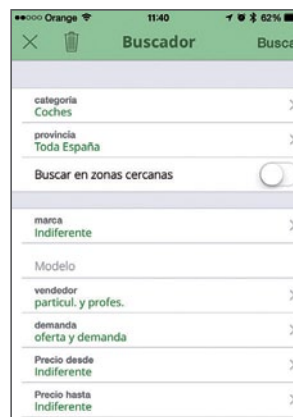 Orange 11:40 62%
Buscador Busca
categoría
Coches
provincia
Toda España
Buscar en zonas cercanas
marca
Indiferente
Modelo
vendedor
particul. y profes.
demanda
oferta y demanda
Precio desde
Indiferente
Precio hasta
Indiferente